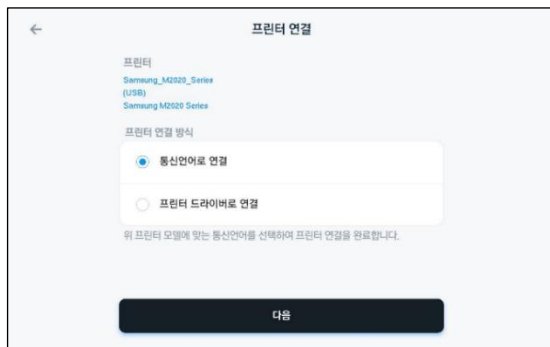 프린터 연결
프린터
Samsung_M2020_Series
(USB)
Samsung M2020 Series
프린터 연결 방식
통신언어로 연결
프린터 드라이버로 연결
위 프린터 모델에 맞는 통신언어를 선택하여 프린터 연결을 완료합니다.
다음